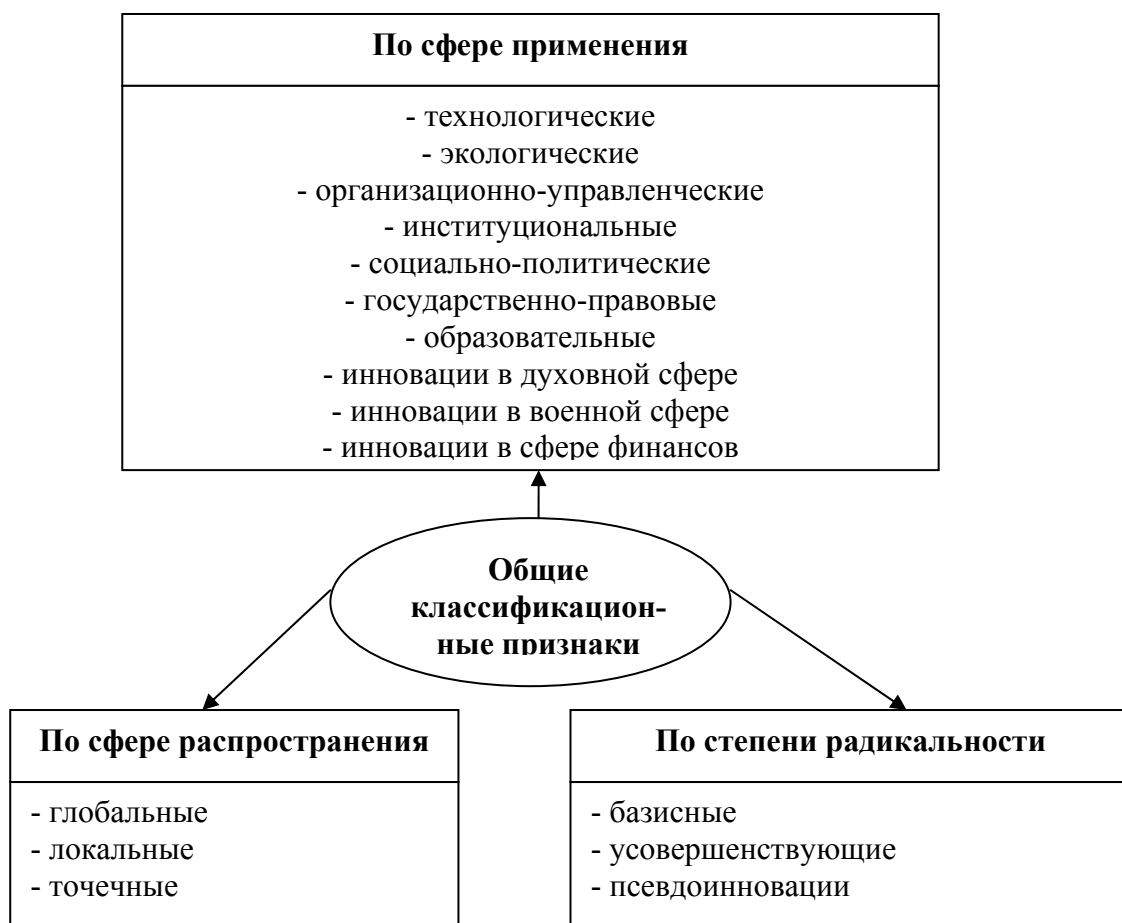 По сфере применения
- технологические
- экологические
- организационно-управленческие
- институциональные
- социально-политические
- государственно-правовые
- образовательные
- инновации в духовной сфере
- инновации в военной сфере
- инновации в сфере финансов
Общие
классификацион-
ные признаки
По сфере распространения
- глобальные
- локальные
- точечные
По степени радикальности
- базисные
- усовершенствующие
- псевдоинновации